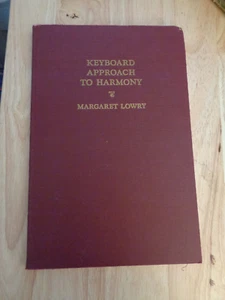 KEYBOARD
APPROACH
TO HARMONY
MARGARET LOWRY